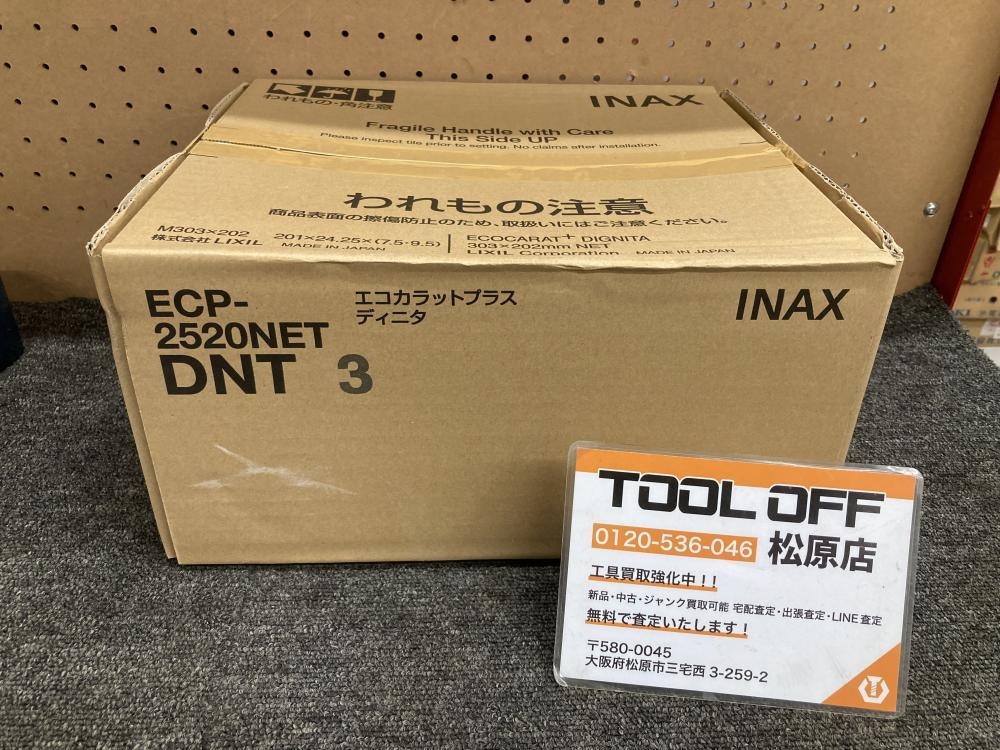 われもの・角注意
INAX
Fragile Handle with Care
This Side UP
Please inspect tile prior to setting. No claims after installation.
われもの注意
商品表面の擦傷防止のため、取扱いにはご注意ください。
M303×202
株式会社 LIXIL
201×24.25×(7.5-9.5)
MADE IN JAPAN
ECOCARAT+ DIGNITA
303×202mm NET
LIXIL Corporation MADE IN JAPAN
ECP-
2520NET
DNT 3
エコカラットプラス
ディニタ
INAX
TOOL OFF
0120-536-046 松原店
工具買取強化中!!
新品・中古・ジャンク買取可能 宅配査定・出張査定・LINE査定
無料で査定いたします!
〒580-0045
大阪府松原市三宅西 3-259-2